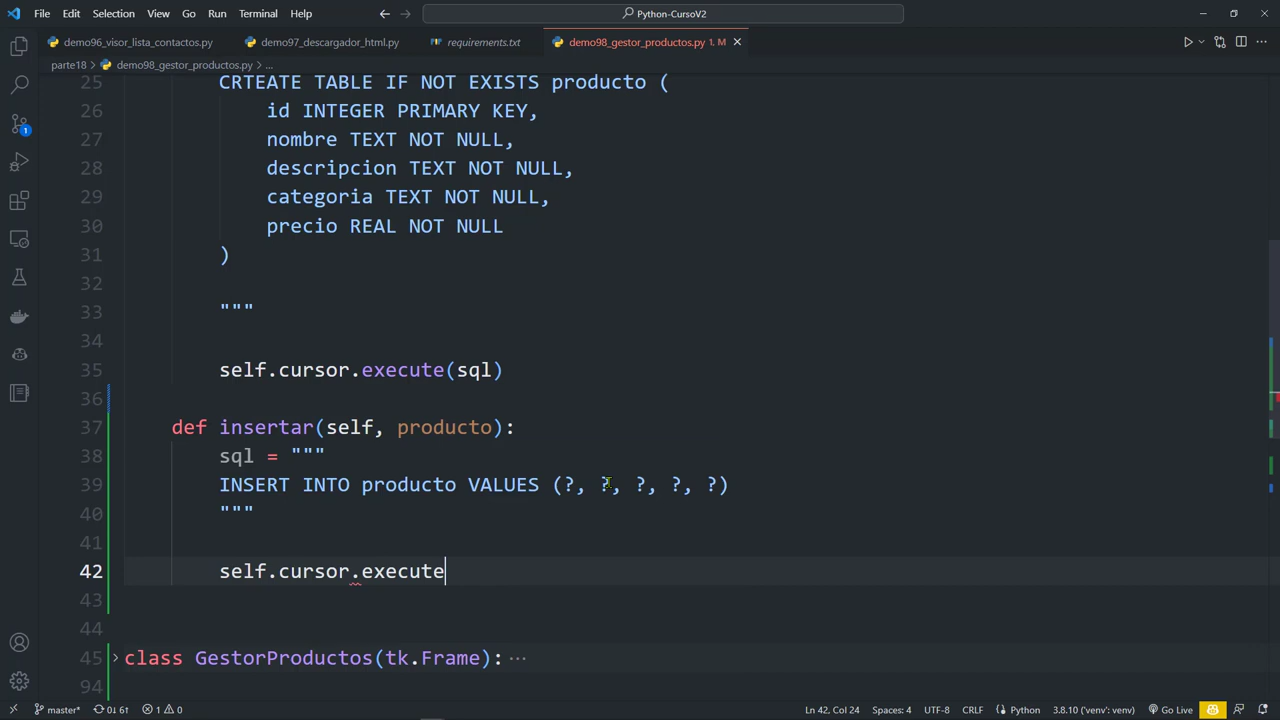 File Edit Selection View Go Run Terminal Help Python-CursoV2
demo96_visor_lista_contactos.py demo97_descargador_html.py requirements.txt demo98_gestor_productos.py 1, M
parte18 > demo98_gestor_productos.py > ...
25 CRTEATE TABLE IF NOT EXISTS producto (
26 id INTEGER PRIMARY KEY,
27 nombre TEXT NOT NULL,
28 descripcion TEXT NOT NULL,
29 categoria TEXT NOT NULL,
30 precio REAL NOT NULL
31 )
32
33 """
34
35 self.cursor.execute(sql)
36
37 def insertar(self, producto):
38 sql = """
39 INSERT INTO producto VALUES (?, ?, ?, ?, ?)
40 """
41
42 self.cursor.execute
43
44
45 class GestorProductos(tk.Frame): ...
94
1
master* 0↓ 6↑ 1 0 Ln 42, Col 24 Spaces: 4 UTF-8 CRLF Python 3.8.10 ('venv': venv) Go Live